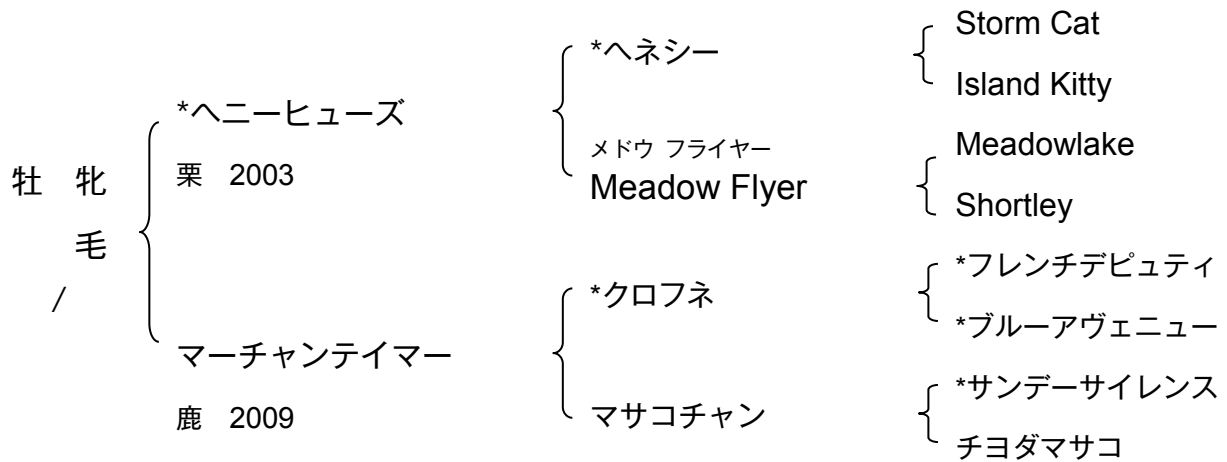 牡 牝
毛
/
*ヘニーヒューズ
栗 2003
マーチャンテイマー
鹿 2009
*ヘネシー
メドウ フライヤー
Meadow Flyer
*クロフネ
マサコチャン
Storm Cat
Island Kitty
Meadowlake
Shortley
*フレンチデピュティ
*ブルーアヴェニュー
*サンデーサイレンス
チヨダマサコ